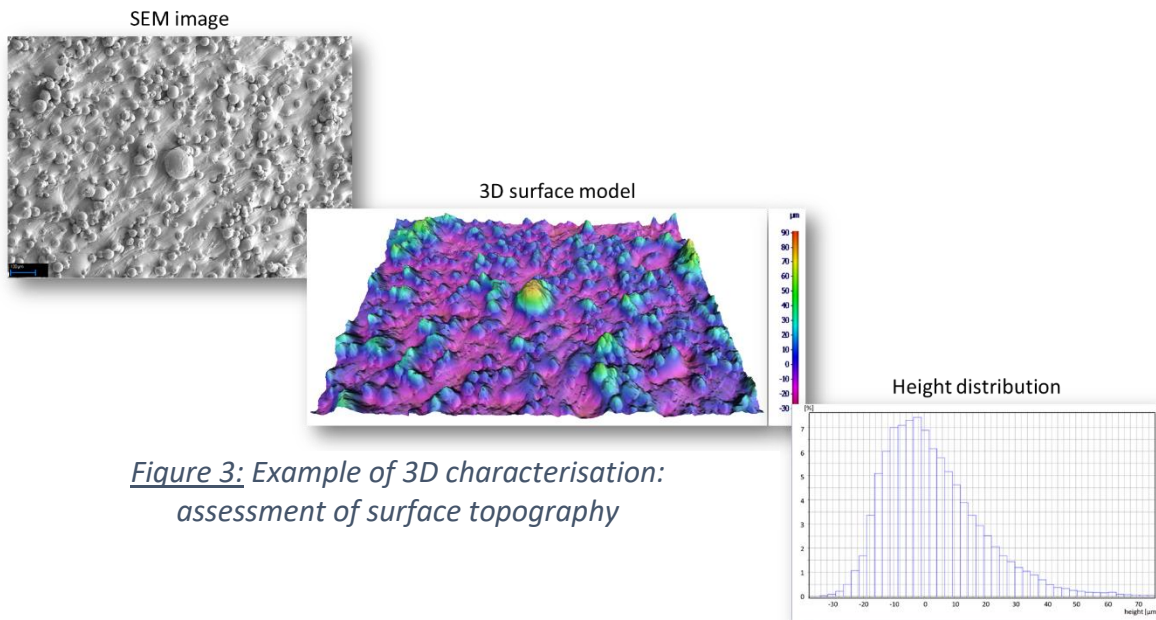 SEM image
3D surface model
µm
90
80
70
60
50
40
30
20
10
0
-10
-20
-30
Height distribution
[%]
7
6
5
4
3
2
1
0
-30 -20 -10 0 10 20 30 40 50 60 70
height [µm
Figure 3: Example of 3D characterisation:
assessment of surface topography